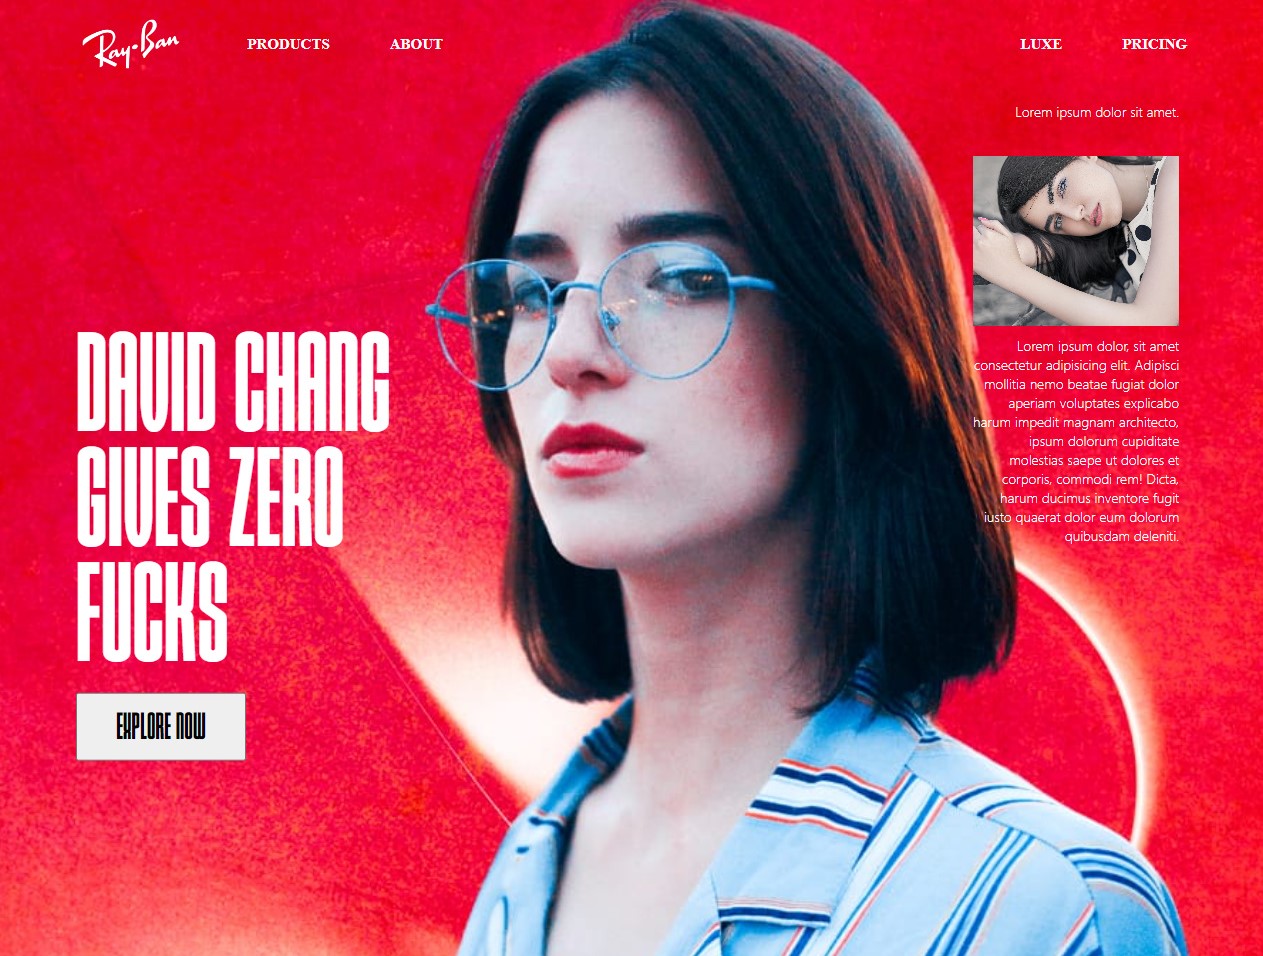 Ray-Ban
PRODUCTS
ABOUT
LUXE
PRICING
Lorem ipsum dolor sit amet.
Lorem ipsum dolor, sit amet
consectetur adipisicing elit. Adipisci
mollitia nemo beatae fugiat dolor
aperiam voluptates explicabo
harum impedit magnam architecto,
ipsum dolorum cupiditate
molestias saepe ut dolores et
corporis, commodi rem! Dicta,
harum ducimus inventore fugit
iusto quaerat dolor eum dolorum
quibusdam deleniti.
DAVID CHANG
GIVES ZERO
FUCKS
EXPLORE NOW